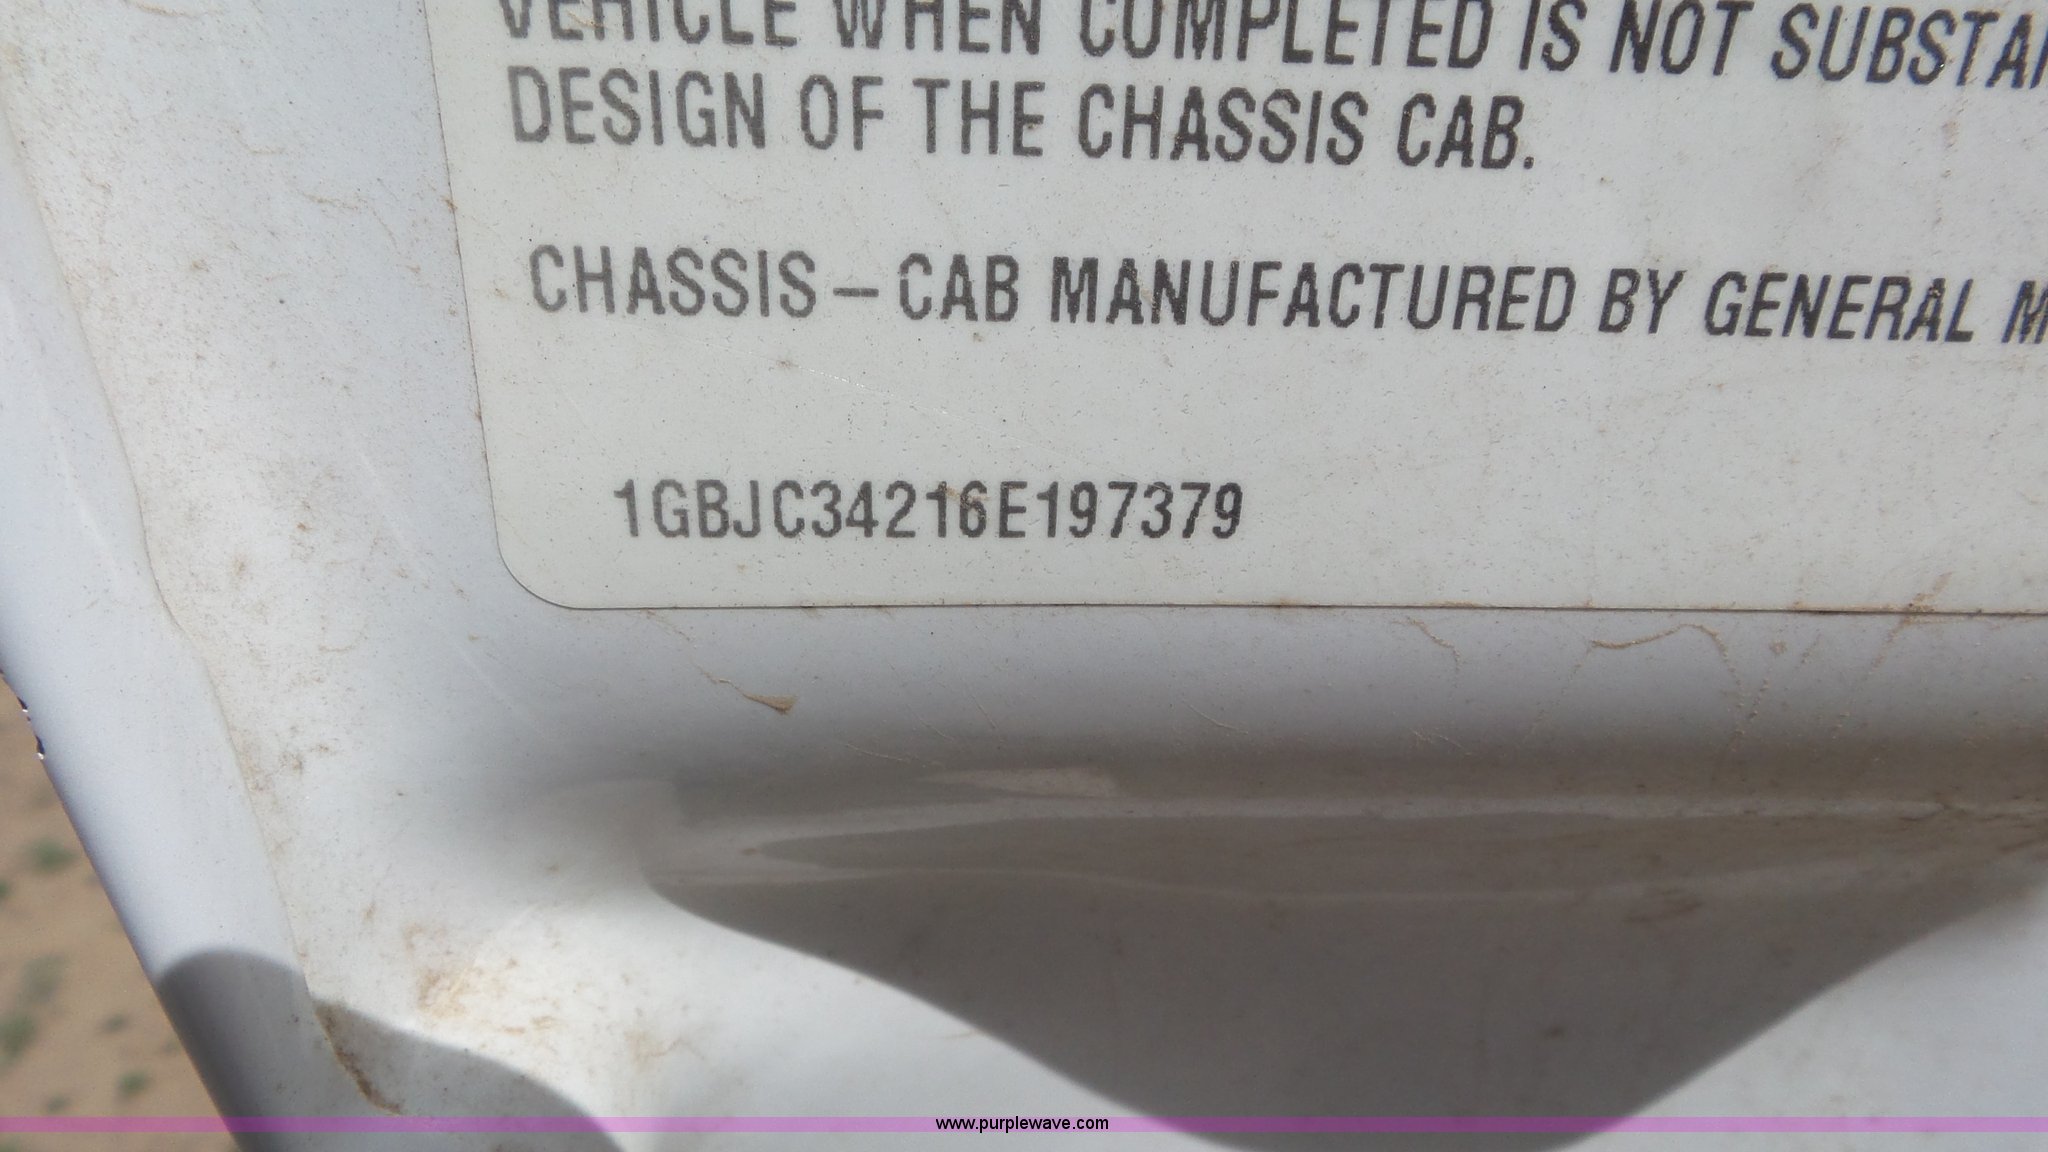 VEHICLE WHEN COMPLETED IS NOT
DESIGN OF THE CHASSIS CAB.
CHASSIS – CAB MANUFACTURED BY GENERAL
1GBJC34216E197379
www.purplewave.com